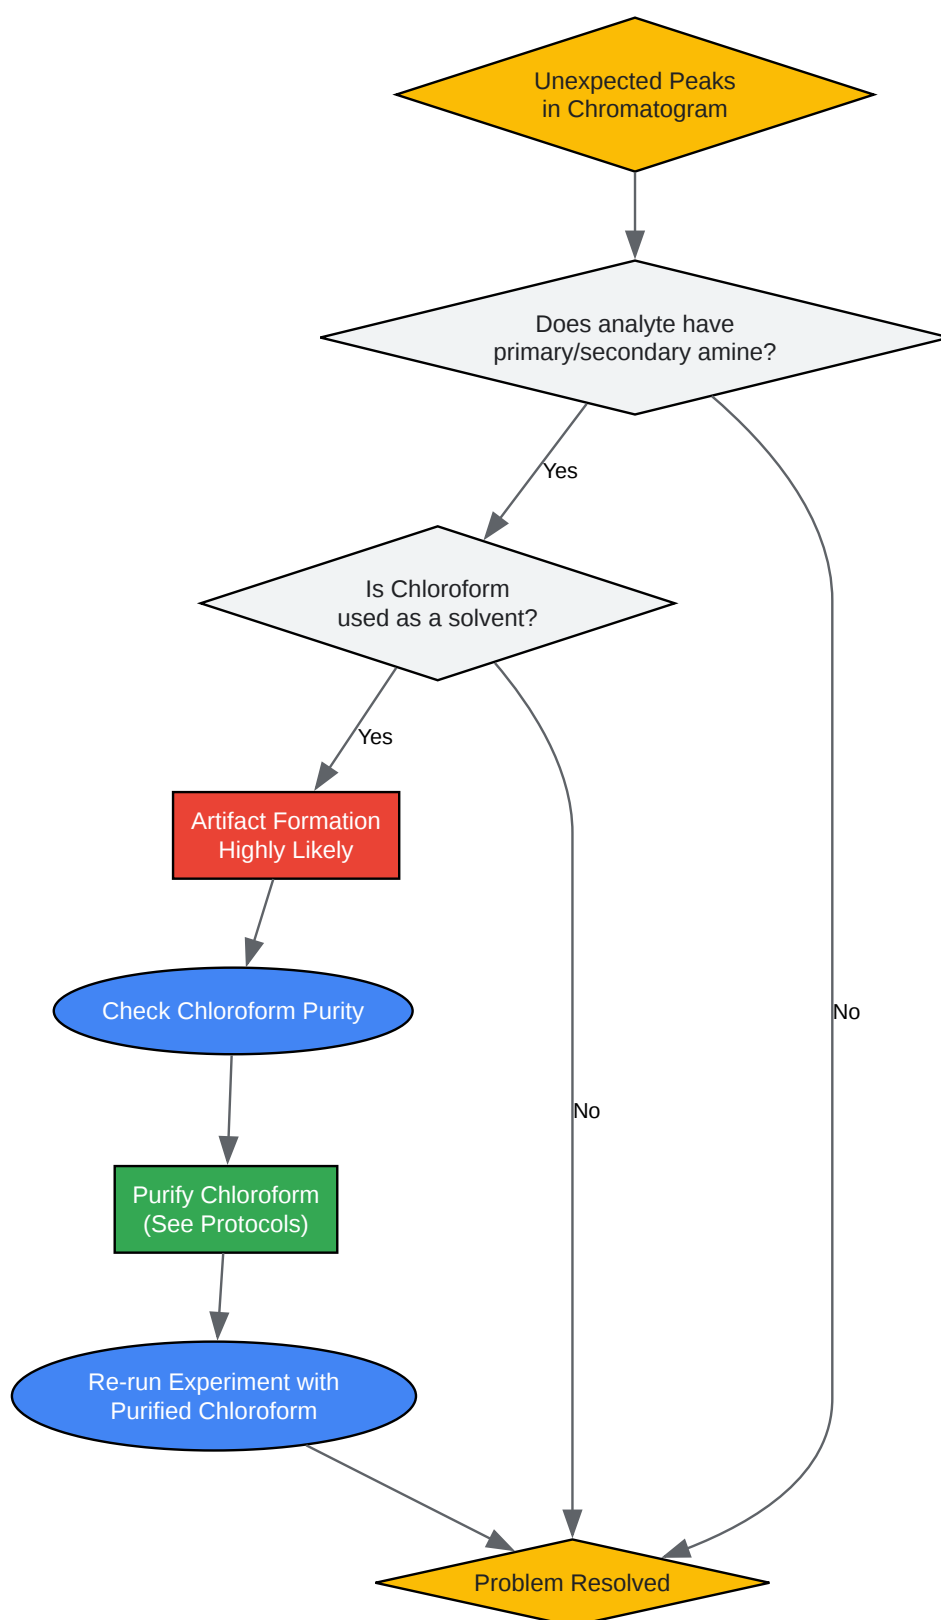 Unexpected Peaks
in Chromatogram
Does analyte have
primary/secondary amine?
Yes
Is Chloroform
used as a solvent?
Yes
Artifact Formation
Highly Likely
Check Chloroform Purity
No
No
Purify Chloroform
(See Protocols)
Re-run Experiment with
Purified Chloroform
Problem Resolved